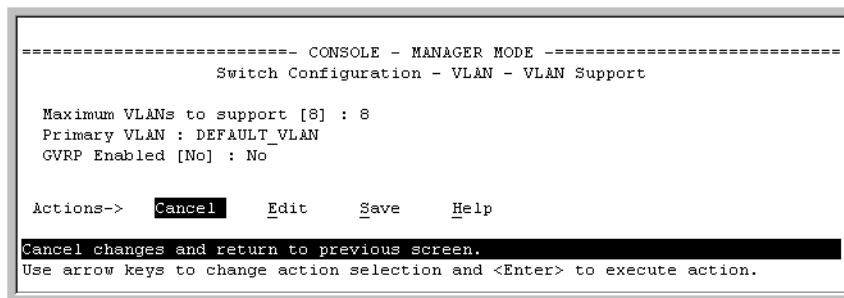 ===========================- CONSOLE - MANAGER MODE -============================
Switch Configuration - VLAN - VLAN Support
Maximum VLANs to support [8] : 8
Primary VLAN : DEFAULT_VLAN
GVRP Enabled [No] : No
Actions-> Cancel Edit Save Help
Cancel changes and return to previous screen.
Use arrow keys to change action selection and <Enter> to execute action.